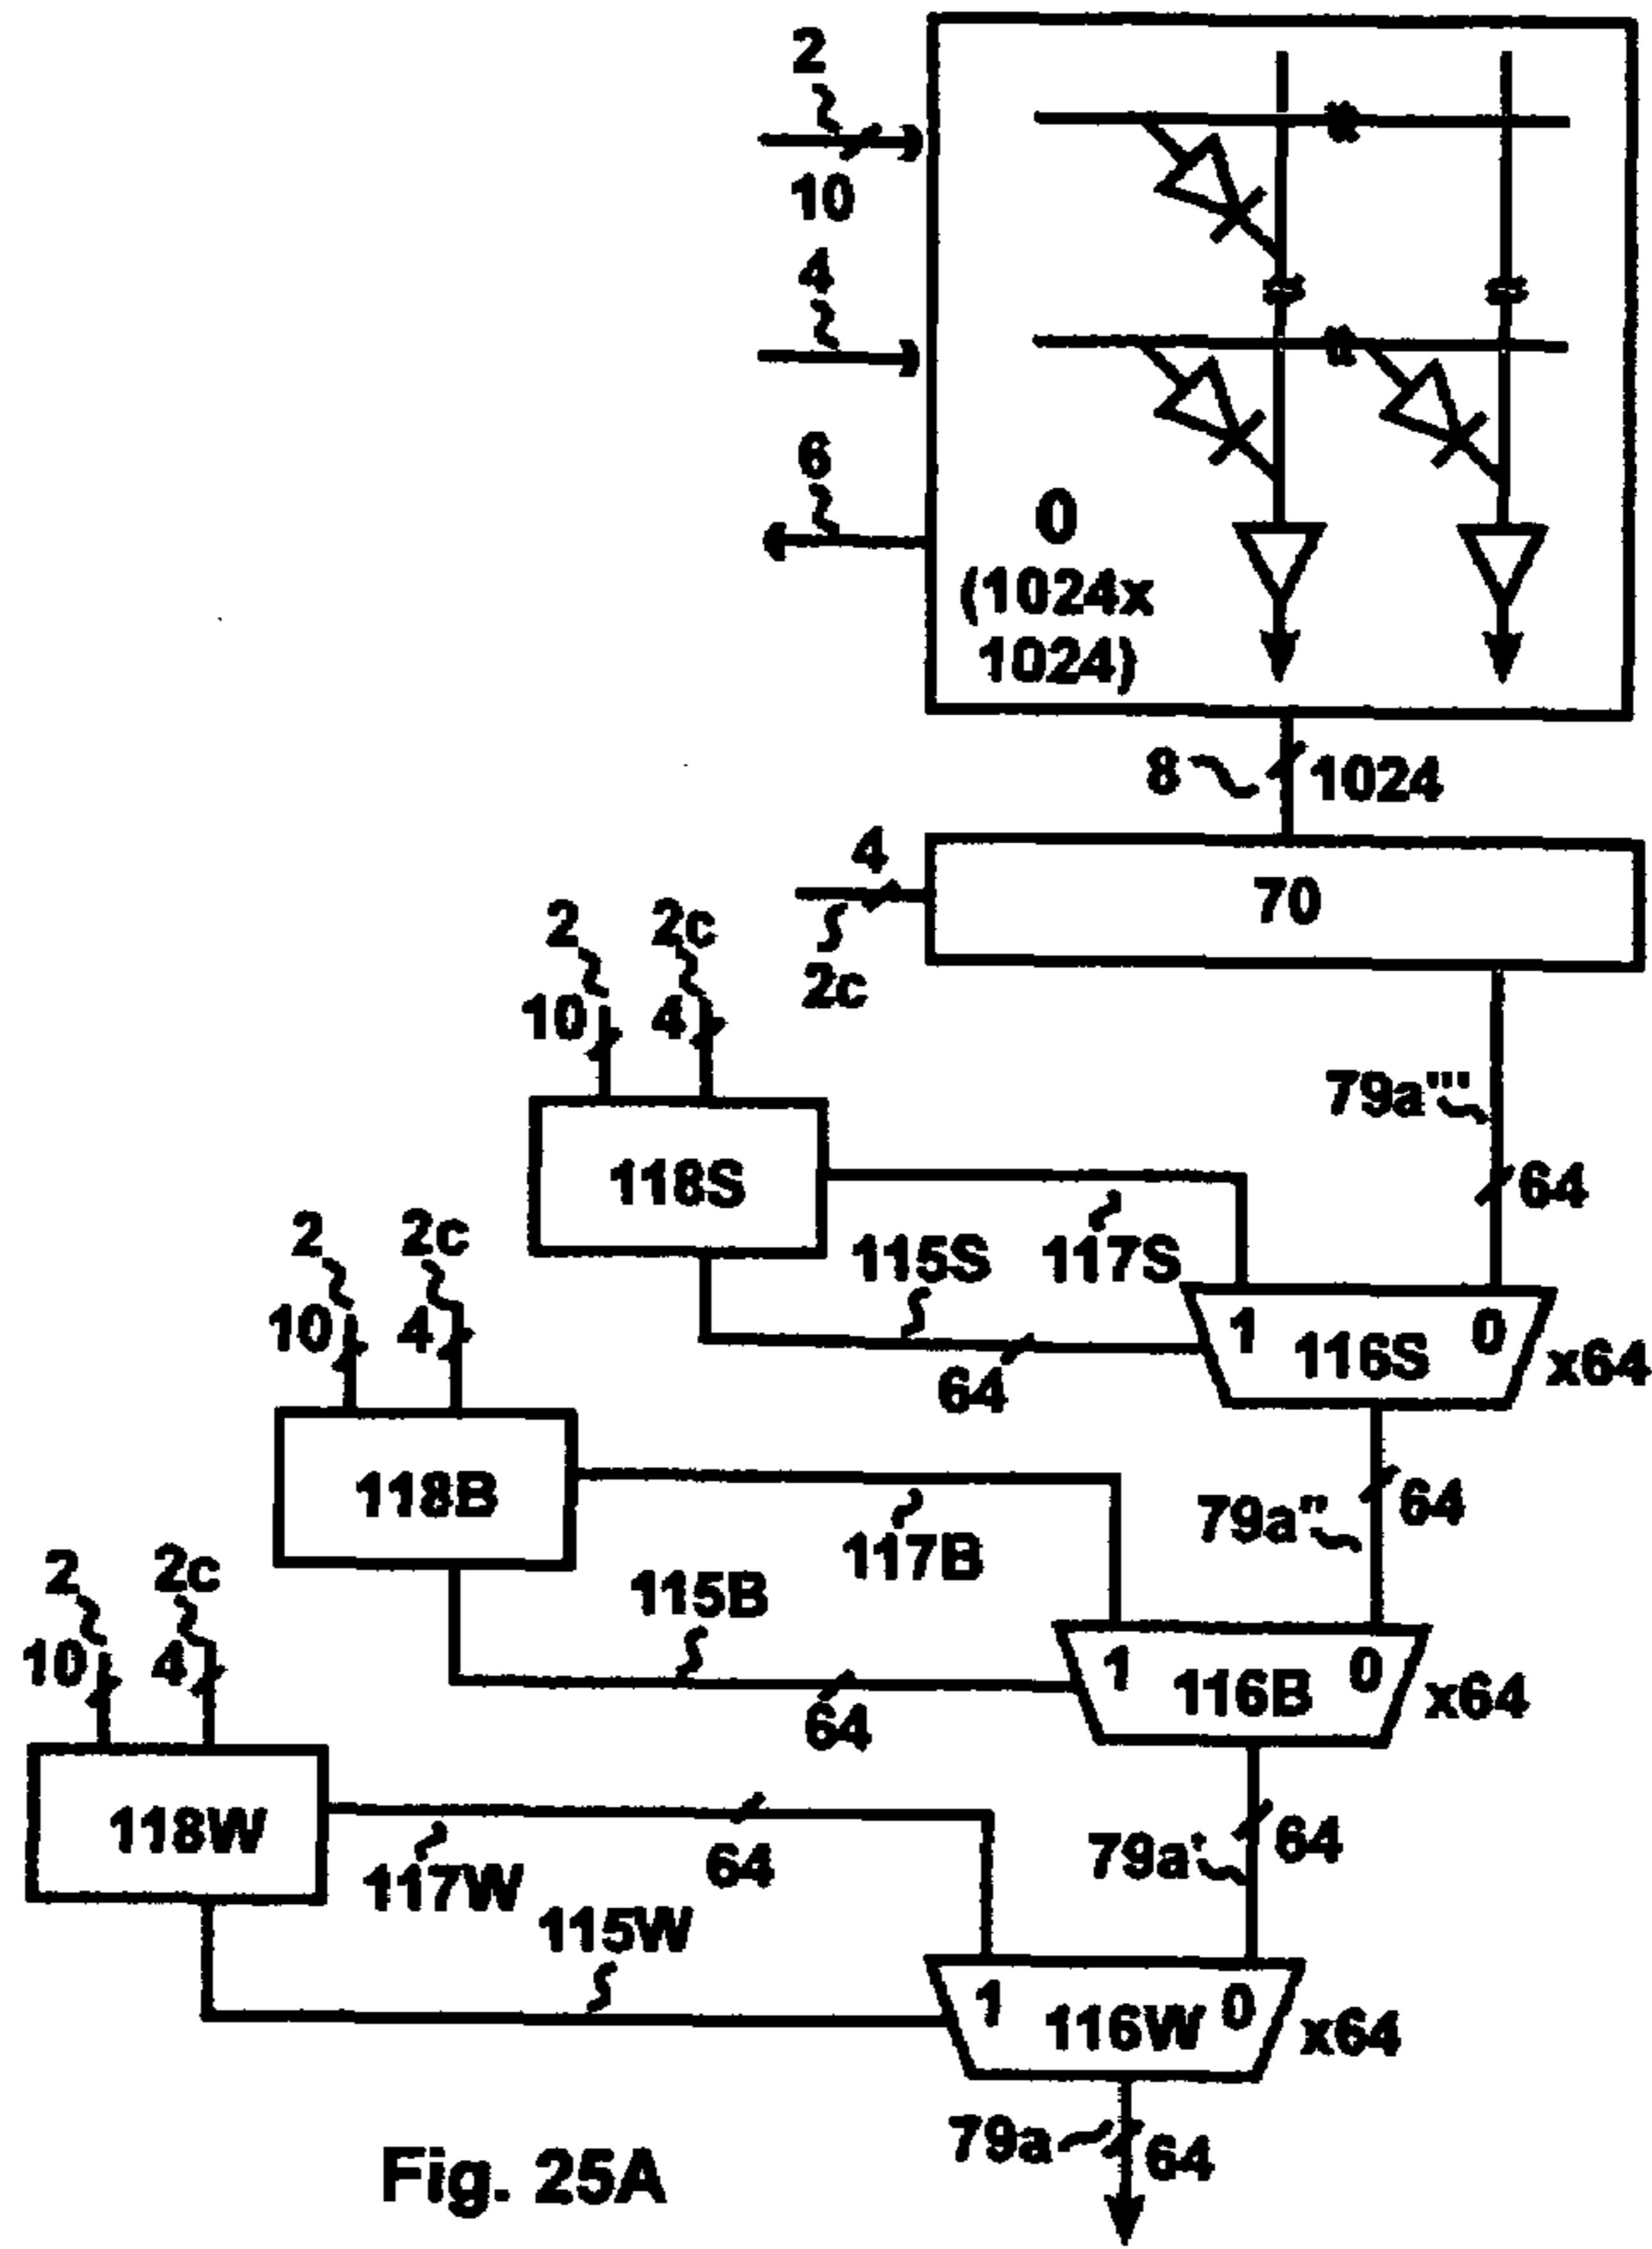 2
10
4
6
0
(1024x
1024)
8
1024
4
70
2c
2
2c
10
4
79a'''
118S
64
115S
117S
2
2c
10
4
1
116S
0
x64
64
118B
79a''
64
117B
2
2c
115B
10
4
1
116B
0
x64
64
118W
79a'
64
117W
64
115W
1
116W
0
x64
79a
64
Fig. 25A